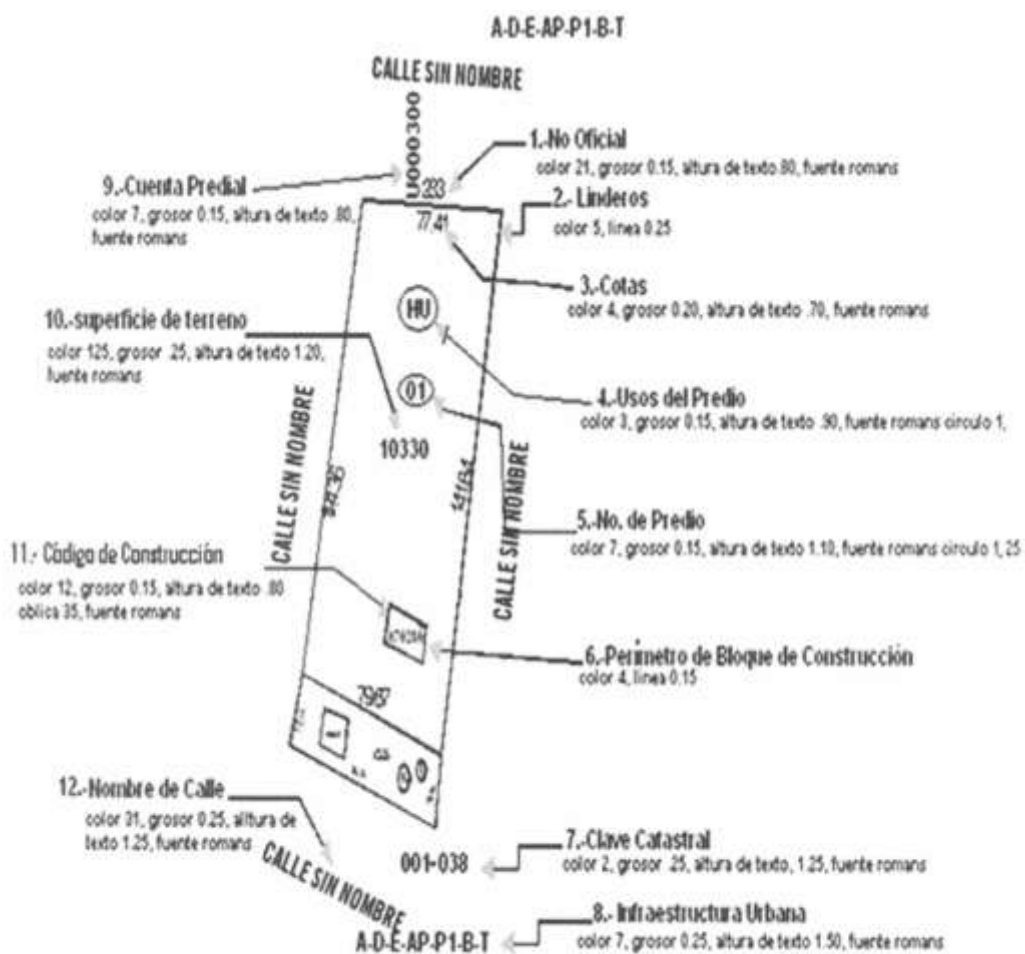 A-D-E-AP-P1-B-T
CALLE SIN NOMBRE
U000300
1.-No Oficial
color 21, grosor 0.15, altura de texto.80, fuente romans
233
9.-Cuenta Predial
color 7, grosor 0.15, altura de texto .80,
fuente romans
2.- Linderos
color 5, linea 0.25
77.41
3.-Cotas
color 4, grosor 0.20, altura de texto .70, fuente romans
HU
10.-superficie de terreno
color 125, grosor .25, altura de texto 1.20,
fuente romans
01
4.-Usos del Predio
color 3, grosor 0.15, altura de texto .90, fuente romans circulo 1,
10330
CALLE SIN NOMBRE
CALLE SIN NOMBRE
5.-No. de Predio
color 7, grosor 0.15, altura de texto 1.10, fuente romans circulo 1,25
11.- Código de Construcción
color 12, grosor 0.15, altura de texto .80
oblica 35, fuente romans
6.-Perímetro de Bloque de Construcción
color 4, linea 0.15
79.67
12.-Nombre de Calle
color 31, grosor 0.25, altura de
texto 1.25, fuente romans
CALLE SIN NOMBRE
001-038
7.-Clave Catastral
color 2, grosor .25, altura de texto, 1.25, fuente romans
8.- Infraestructura Urbana
color 7, grosor 0.25, altura de texto 1.50, fuente romans
A-D-E-AP-P1-B-T